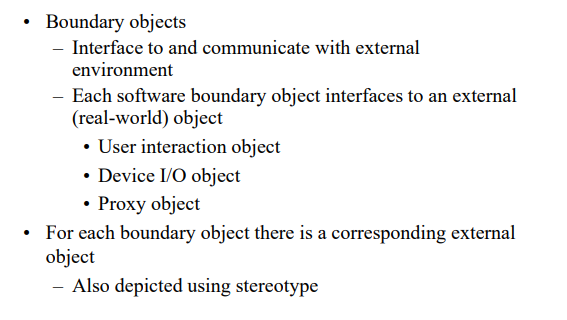 • Boundary objects
– Interface to and communicate with external
environment
– Each software boundary object interfaces to an external
(real-world) object
• User interaction object
• Device I/O object
• Proxy object
• For each boundary object there is a corresponding external
object
– Also depicted using stereotype